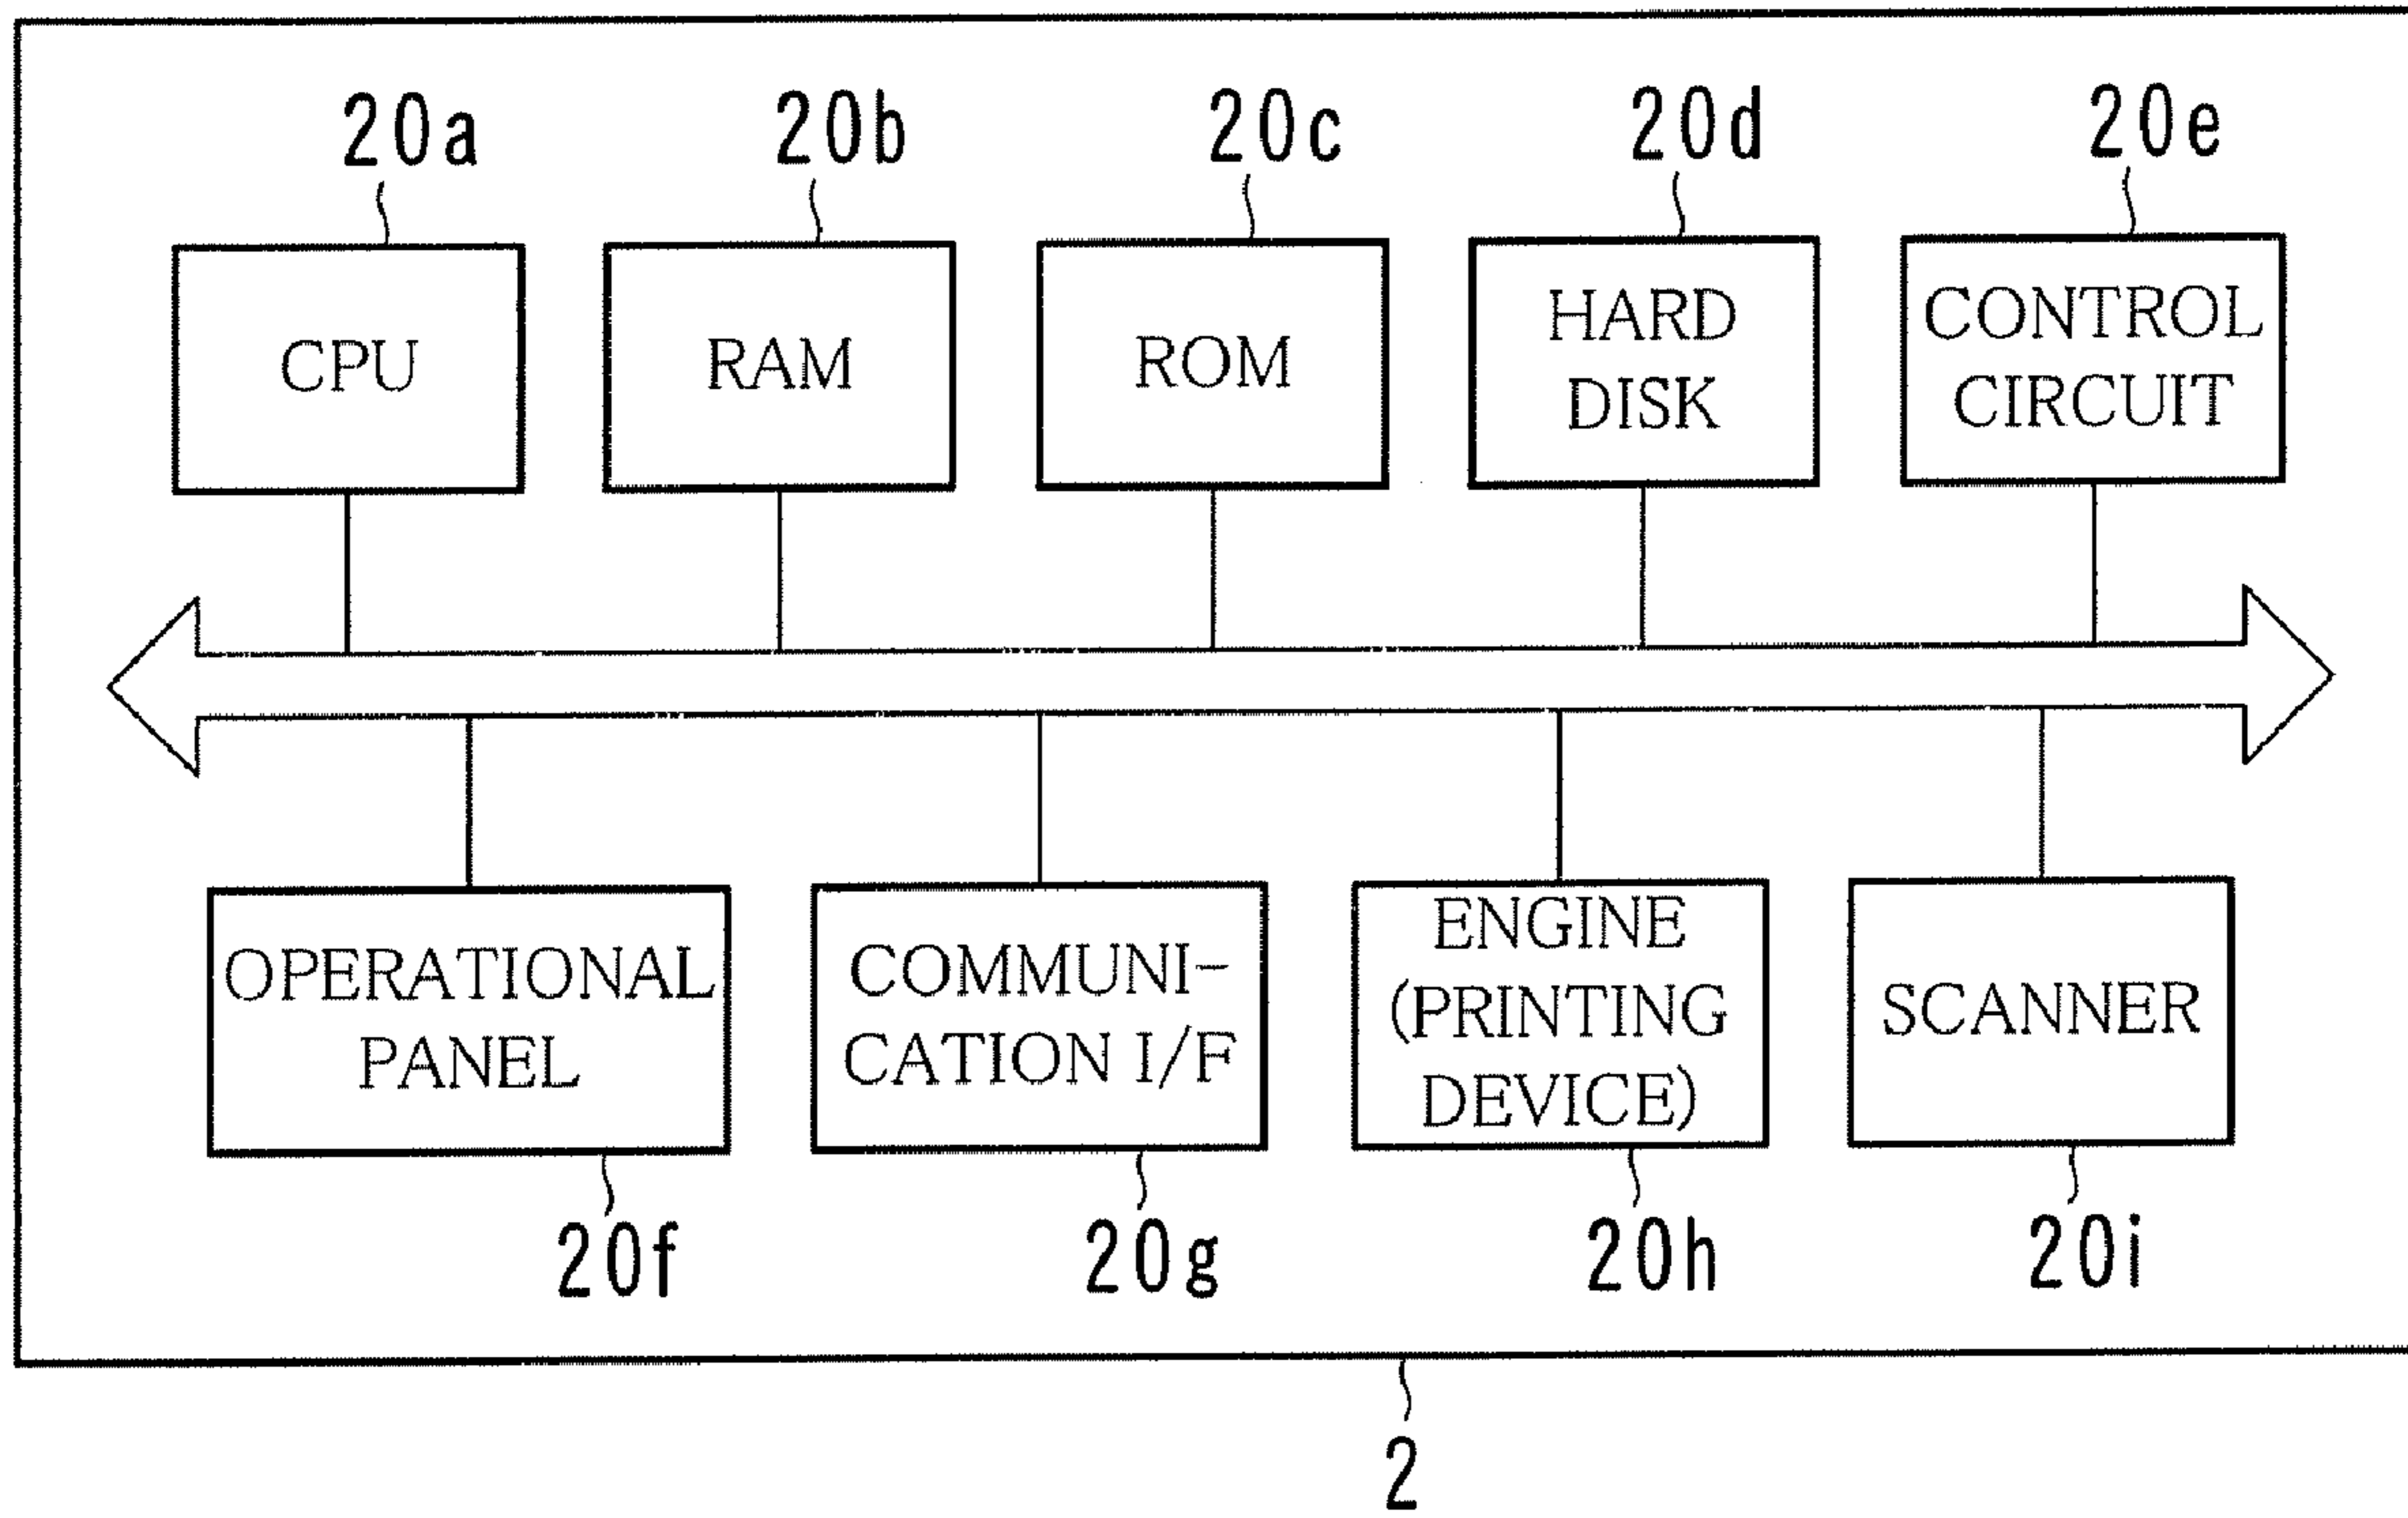 20a 20b 20c 20d 20e
CPU RAM ROM HARD DISK CONTROL CIRCUIT
OPERATIONAL PANEL COMMUNI-CATION I/F ENGINE (PRINTING DEVICE) SCANNER
20f 20g 20h 20i
2